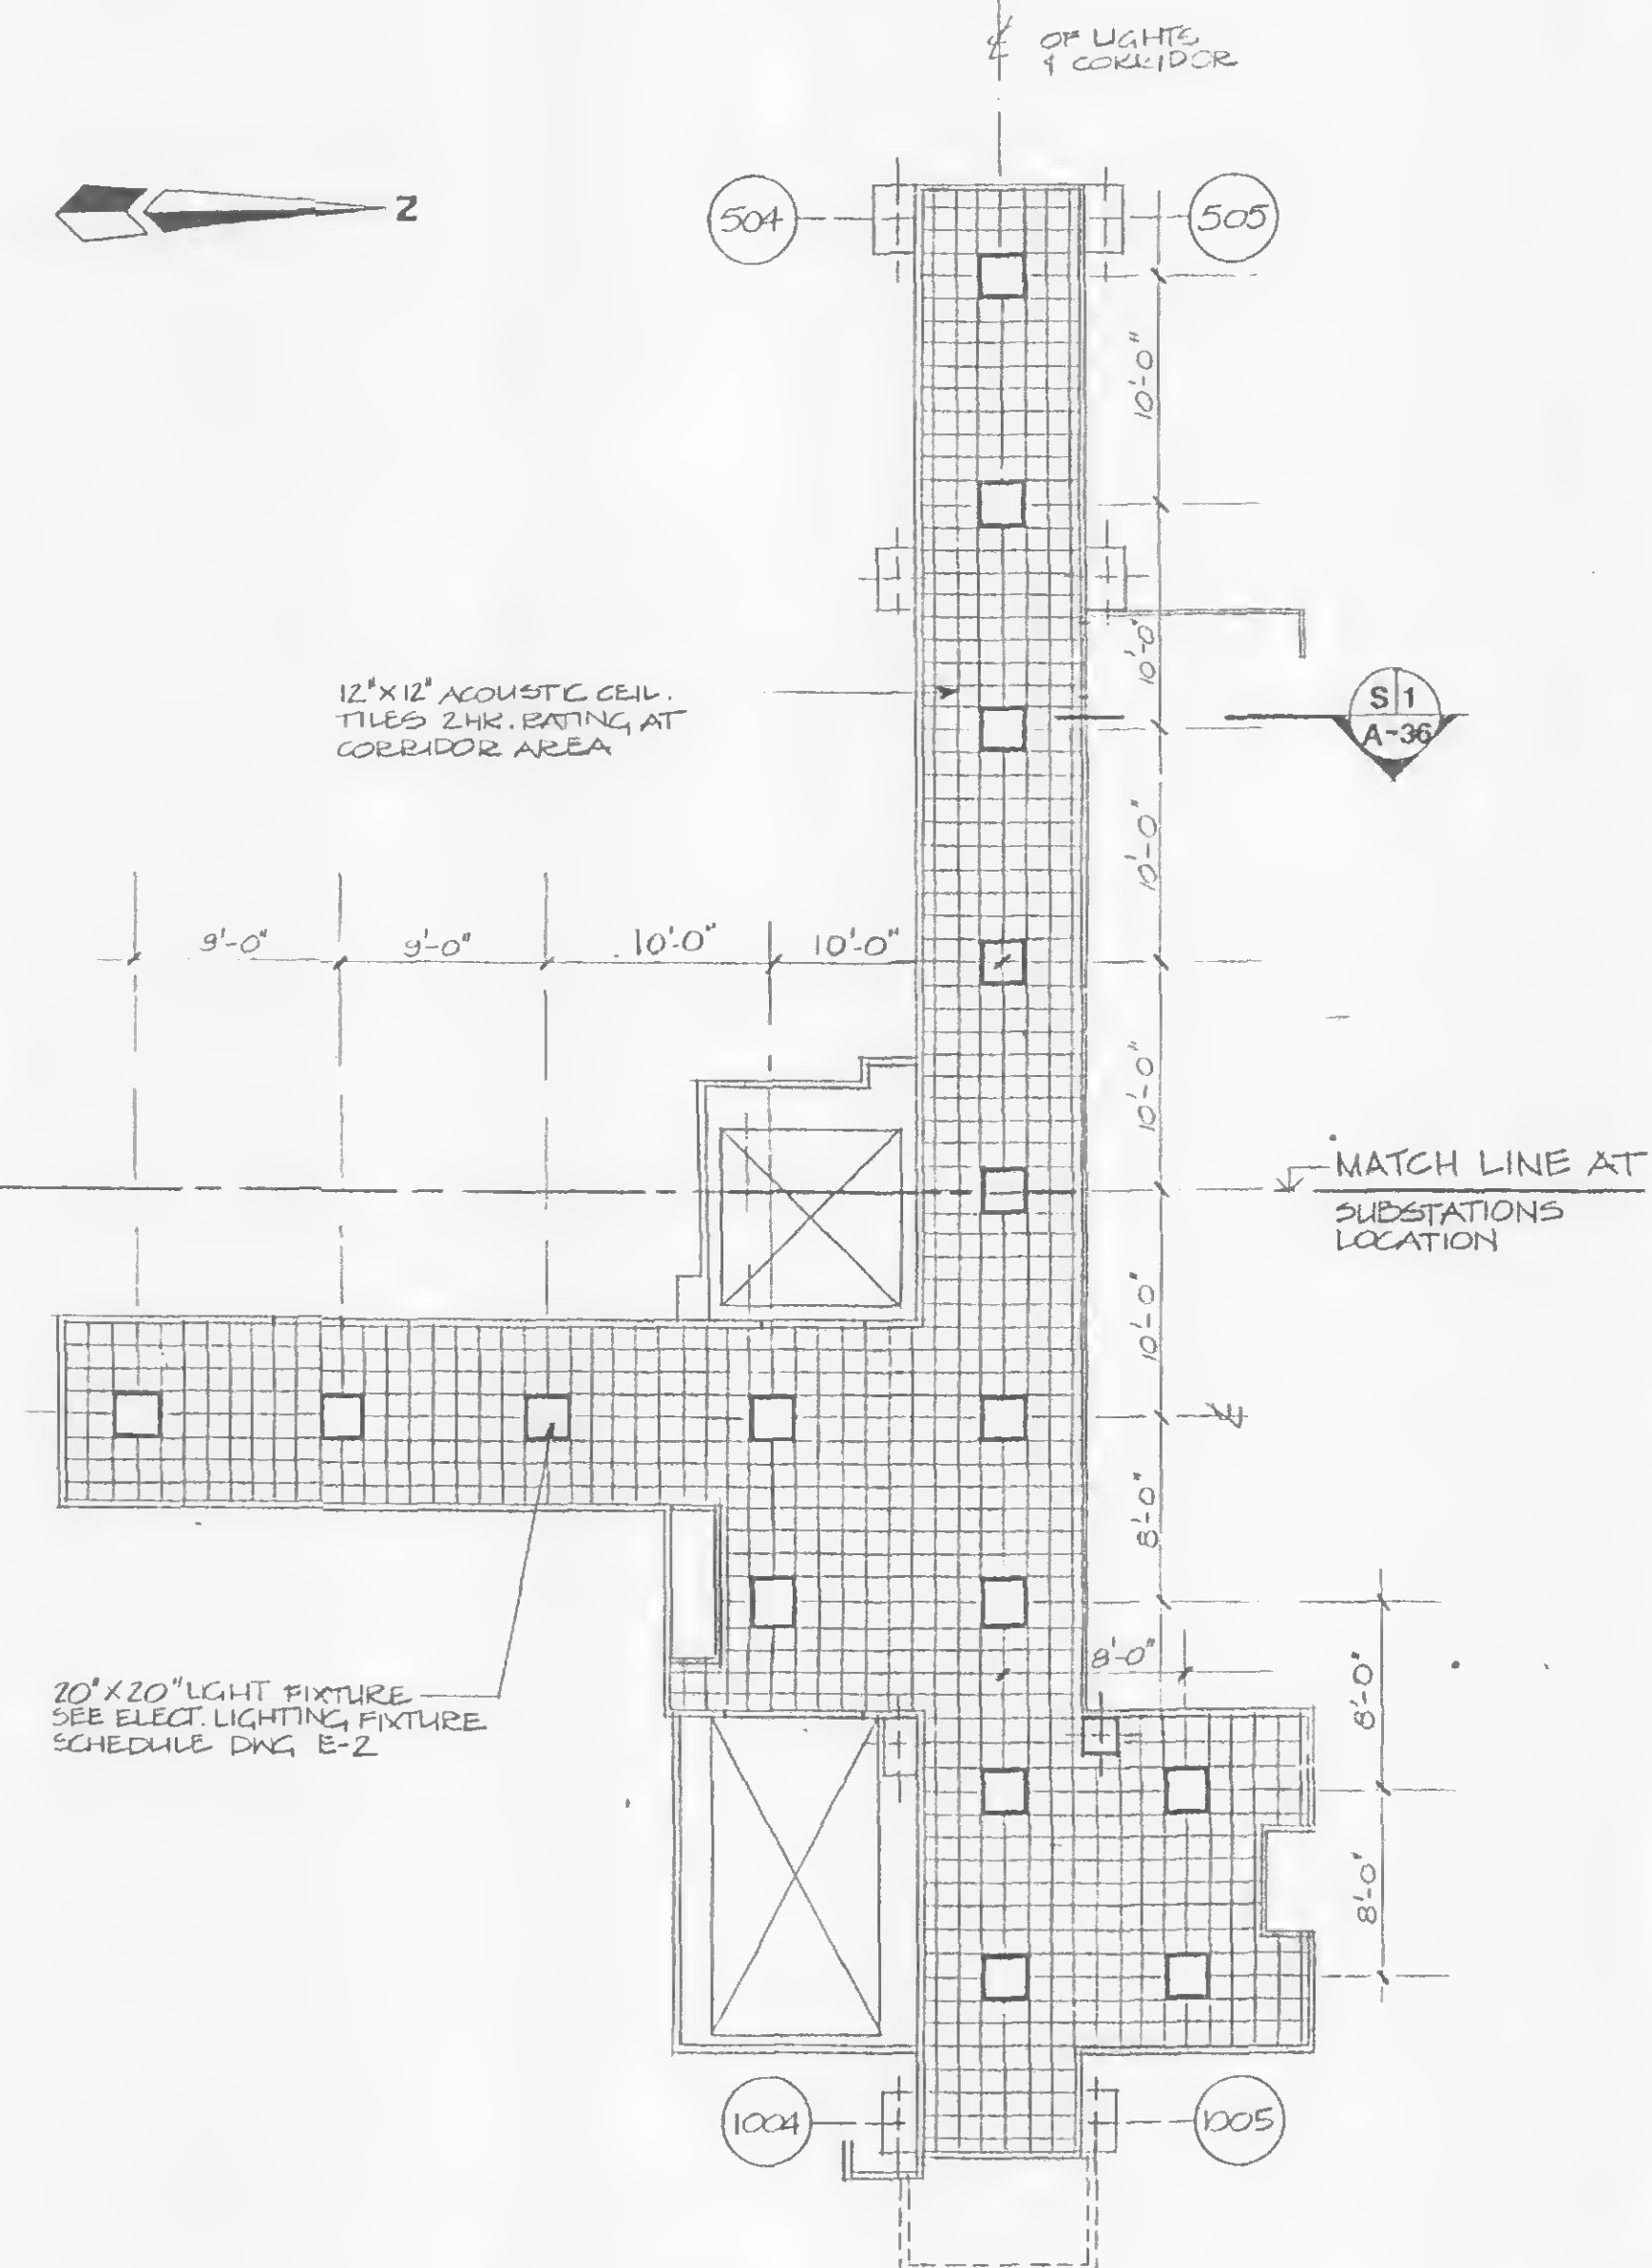 ℄ OF LIGHTS
& CORRIDOR
N
504
505
10'-0"
12"X12" ACOUSTIC CEIL.
TILES 2 HR. RATING AT
CORRIDOR AREA
10'-0"
S 1
A-36
10'-0"
9'-0"
9'-0"
10'-0"
10'-0"
10'-0"
MATCH LINE AT
SUBSTATIONS
LOCATION
10'-0"
℄
8'-0"
8'-0"
8'-0"
20"X20" LIGHT FIXTURE
SEE ELECT. LIGHTING FIXTURE
SCHEDULE DWG E-2
8'-0"
1004
1005